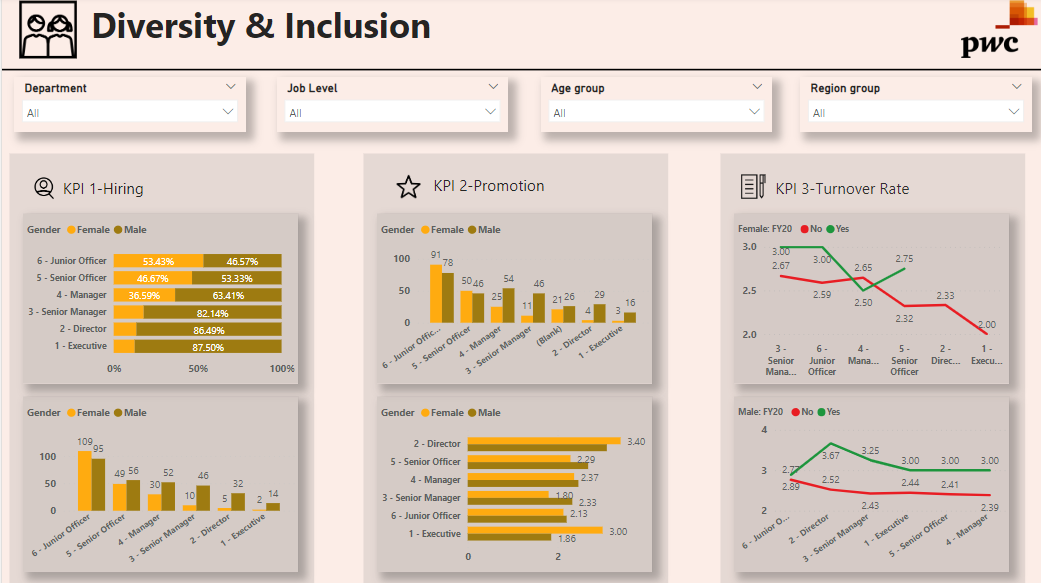 Diversity & Inclusion
pwc
Department
All
Job Level
All
Age group
All
Region group
All
KPI 1-Hiring
Gender Female Male
6 - Junior Officer 53.43% 46.57%
5 - Senior Officer 46.67% 53.33%
4 - Manager 36.59% 63.41%
3 - Senior Manager 82.14%
2 - Director 86.49%
1 - Executive 87.50%
0% 50% 100%
Gender Female Male
100
50
0
109 95 49 56 30 52 10 46 5 32 2 14
6 - Junior Officer
5 - Senior Officer
4 - Manager
3 - Senior Manager
2 - Director
1 - Executive
KPI 2-Promotion
Gender Female Male
100
50
0
91 78 50 46 25 54 11 46 21 26 4 29 3 16
6 - Junior Offic...
5 - Senior Officer
4 - Manager
3 - Senior Manager
(Blank)
2 - Director
1 - Executive
Gender Female Male
2 - Director 3.40
5 - Senior Officer 2.29
4 - Manager 2.37
3 - Senior Manager 1.80 2.33
6 - Junior Officer 2.13
1 - Executive 3.00 1.86
0 2
KPI 3-Turnover Rate
Female: FY20 No Yes
3.0
2.5
2.0
3.00 3.00 2.50 2.75
2.67 2.59 2.65 2.32 2.33 2.00
3 - Senior Mana...
6 - Junior Officer
4 - Mana...
5 - Senior Officer
2 - Direc...
1 - Execu...
Male: FY20 No Yes
4
3
2
2.89 3.67 3.25 3.00 3.00 3.00
2.77 2.52 2.43 2.44 2.41 2.39
6 - Junior O...
2 - Director
3 - Senior Manager
1 - Executive
5 - Senior Officer
4 - Manager